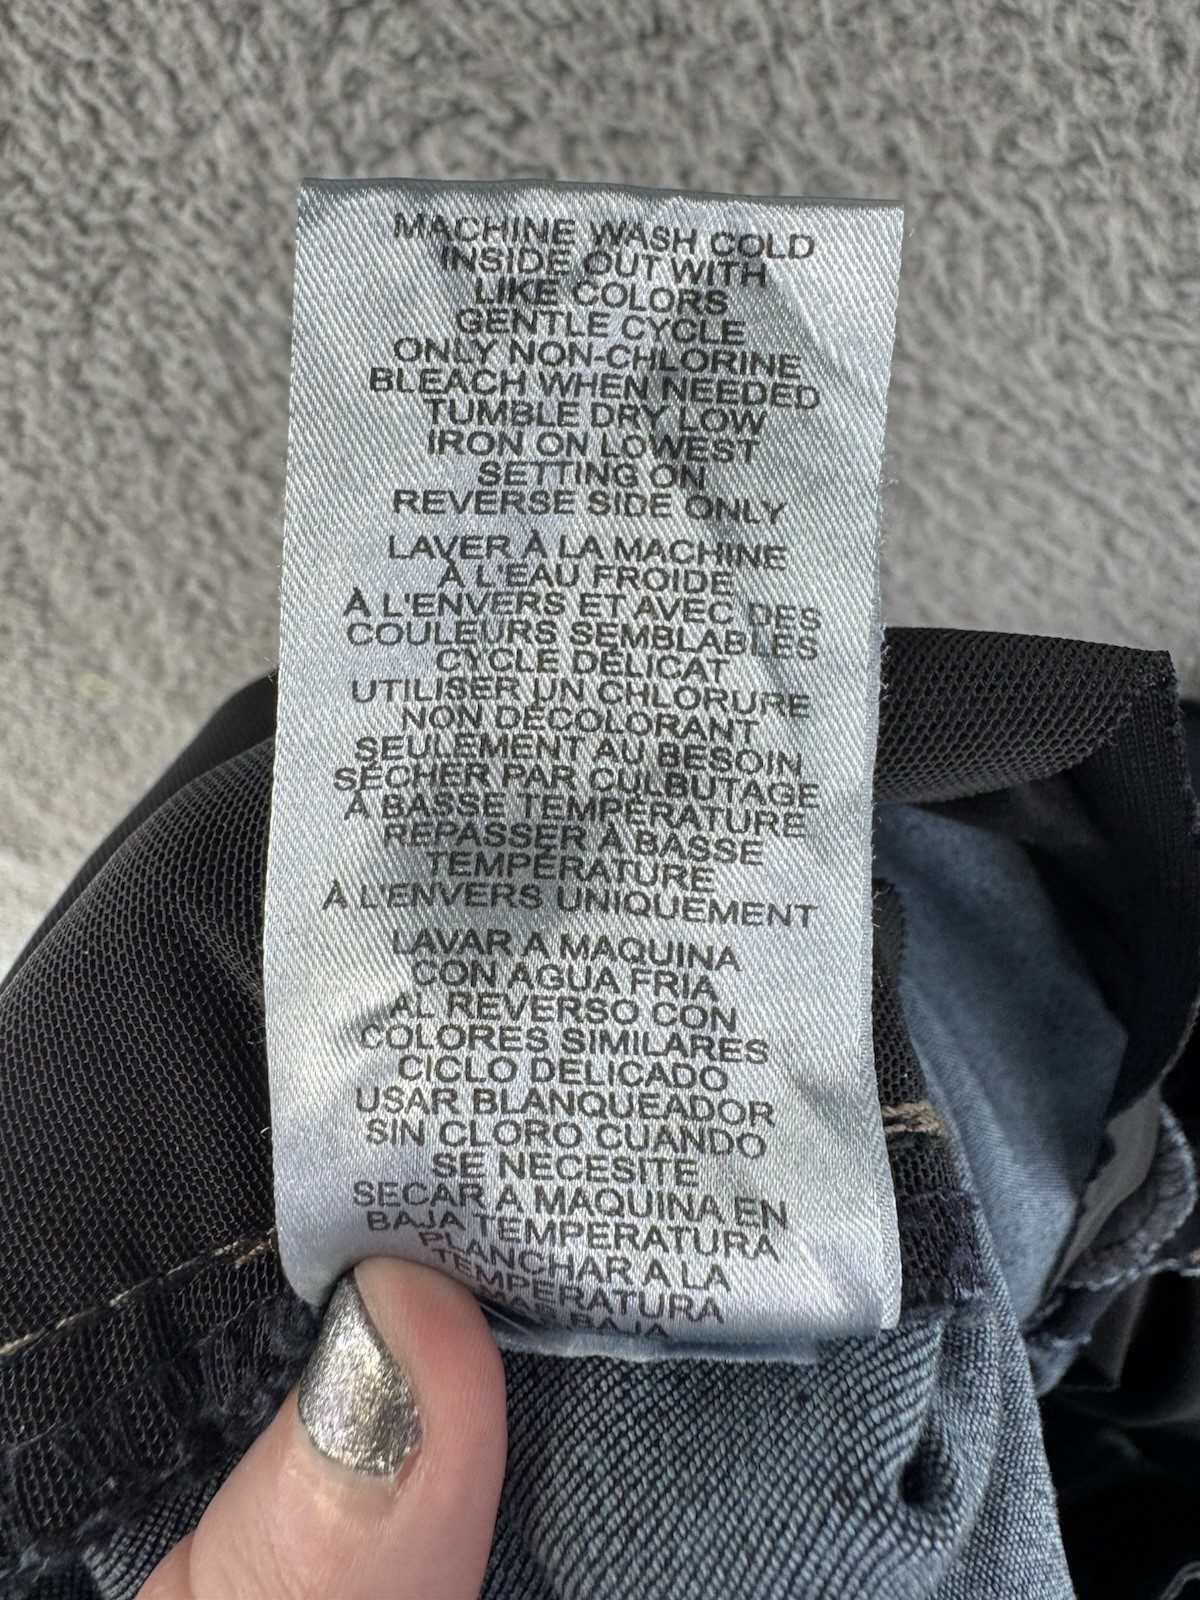 MACHINE WASH COLD
INSIDE OUT WITH
LIKE COLORS
GENTLE CYCLE
ONLY NON-CHLORINE
BLEACH WHEN NEEDED
TUMBLE DRY LOW
IRON ON LOWEST
SETTING ON
REVERSE SIDE ONLY
LAVER À LA MACHINE
À L'EAU FROIDE
À L'ENVERS ET AVEC DES
COULEURS SEMBLABLES
CYCLE DÉLICAT
UTILISER UN CHLORURE
NON DÉCOLORANT
SEULEMENT AU BESOIN
SÉCHER PAR CULBUTAGE
À BASSE TEMPÉRATURE
REPASSER À BASSE
TEMPÉRATURE
À L'ENVERS UNIQUEMENT
LAVAR A MAQUINA
CON AGUA FRIA
AL REVERSO CON
COLORES SIMILARES
CICLO DELICADO
USAR BLANQUEADOR
SIN CLORO CUANDO
SE NECESITE
SECAR A MAQUINA EN
BAJA TEMPERATURA
PLANCHAR A LA
TEMPERATURA
MAS BAJA